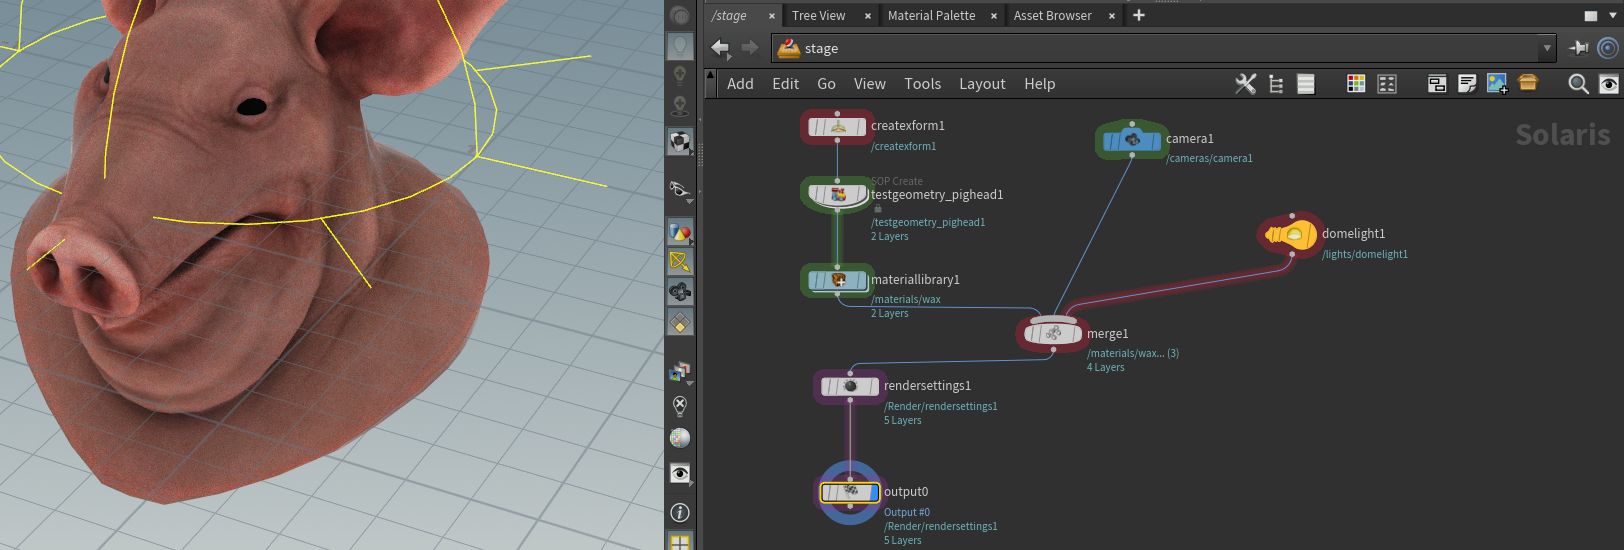 /stage
Tree View
Material Palette
Asset Browser
stage
Add Edit Go View Tools Layout Help
Solaris
createxform1
/createxform1
camera1
/cameras/camera1
SOP Create
testgeometry_pighead1
/testgeometry_pighead1
2 Layers
domelight1
/lights/domelight1
materiallibrary1
/materials/wax
2 Layers
merge1
/materials/wax... (3)
4 Layers
rendersettings1
/Render/rendersettings1
5 Layers
output0
Output #0
/Render/rendersettings1
5 Layers